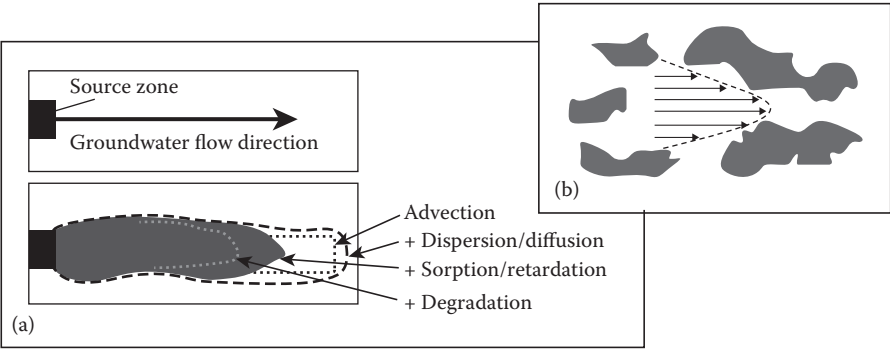 Source zone
Groundwater flow direction
Advection
+ Dispersion/diffusion
+ Sorption/retardation
+ Degradation
(a)
(b)